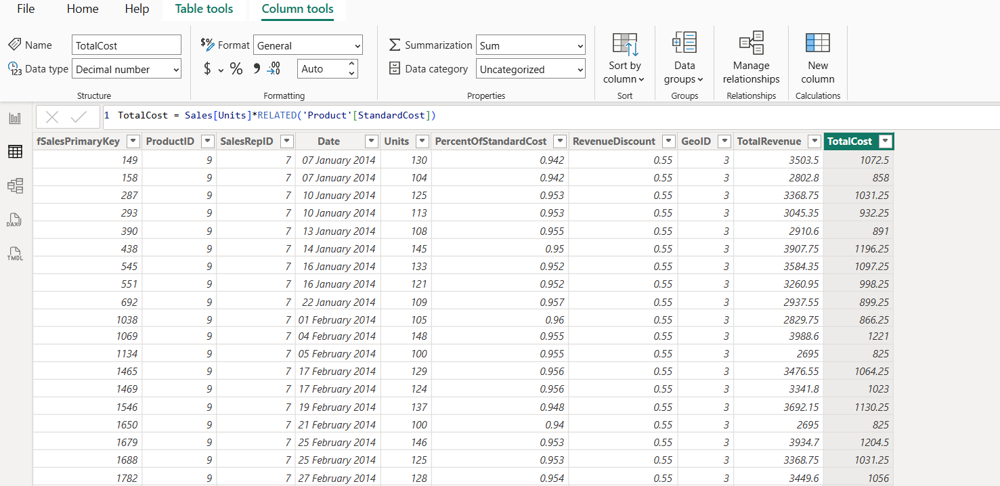 File Home Help Table tools Column tools
Name TotalCost $% Format General Summarization Sum
123 Data type Decimal number $ % , .00 Auto Data category Uncategorized
Sort by column Data groups Manage relationships New column
Structure Formatting Properties Sort Groups Relationships Calculations
1 TotalCost = Sales[Units]*RELATED('Product'[StandardCost])
fSalesPrimaryKey ProductID SalesRepID Date Units PercentOfStandardCost RevenueDiscount GeoID TotalRevenue TotalCost
149 9 7 07 January 2014 130 0.942 0.55 3 3503.5 1072.5
158 9 7 07 January 2014 104 0.942 0.55 3 2802.8 858
287 9 7 10 January 2014 125 0.953 0.55 3 3368.75 1031.25
293 9 7 10 January 2014 113 0.953 0.55 3 3045.35 932.25
390 9 7 13 January 2014 108 0.955 0.55 3 2910.6 891
438 9 7 14 January 2014 145 0.95 0.55 3 3907.75 1196.25
545 9 7 16 January 2014 133 0.952 0.55 3 3584.35 1097.25
551 9 7 16 January 2014 121 0.952 0.55 3 3260.95 998.25
692 9 7 22 January 2014 109 0.957 0.55 3 2937.55 899.25
1038 9 7 01 February 2014 105 0.96 0.55 3 2829.75 866.25
1069 9 7 04 February 2014 148 0.955 0.55 3 3988.6 1221
1134 9 7 05 February 2014 100 0.955 0.55 3 2695 825
1465 9 7 17 February 2014 129 0.956 0.55 3 3476.55 1064.25
1469 9 7 17 February 2014 124 0.956 0.55 3 3341.8 1023
1546 9 7 19 February 2014 137 0.948 0.55 3 3692.15 1130.25
1650 9 7 21 February 2014 100 0.94 0.55 3 2695 825
1679 9 7 25 February 2014 146 0.953 0.55 3 3934.7 1204.5
1688 9 7 25 February 2014 125 0.953 0.55 3 3368.75 1031.25
1782 9 7 27 February 2014 128 0.954 0.55 3 3449.6 1056
DAX
TMDL